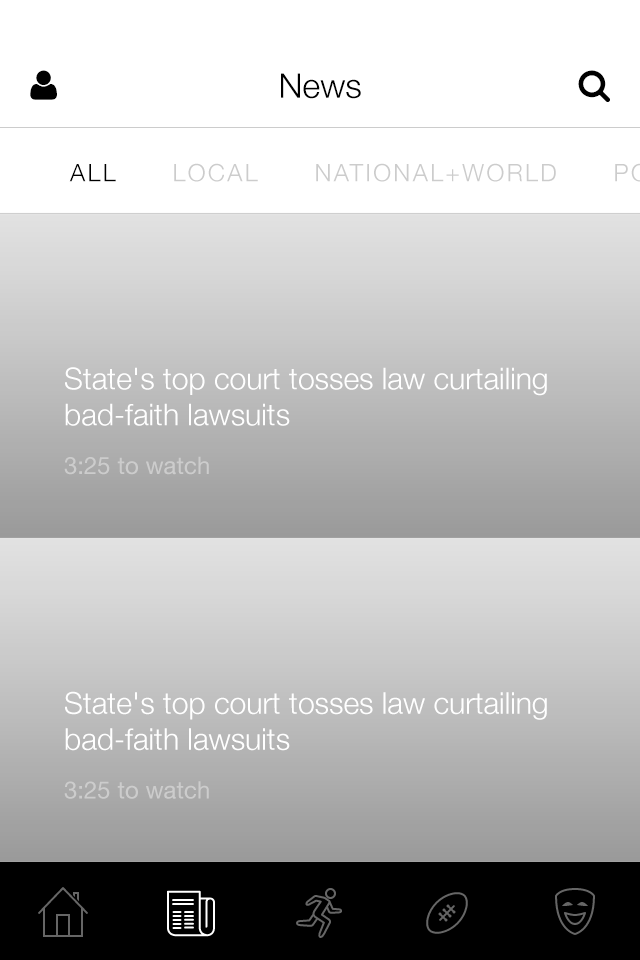 News
ALL LOCAL NATIONAL+WORLD
State's top court tosses law curtailing
bad-faith lawsuits
3:25 to watch
State's top court tosses law curtailing
bad-faith lawsuits
3:25 to watch